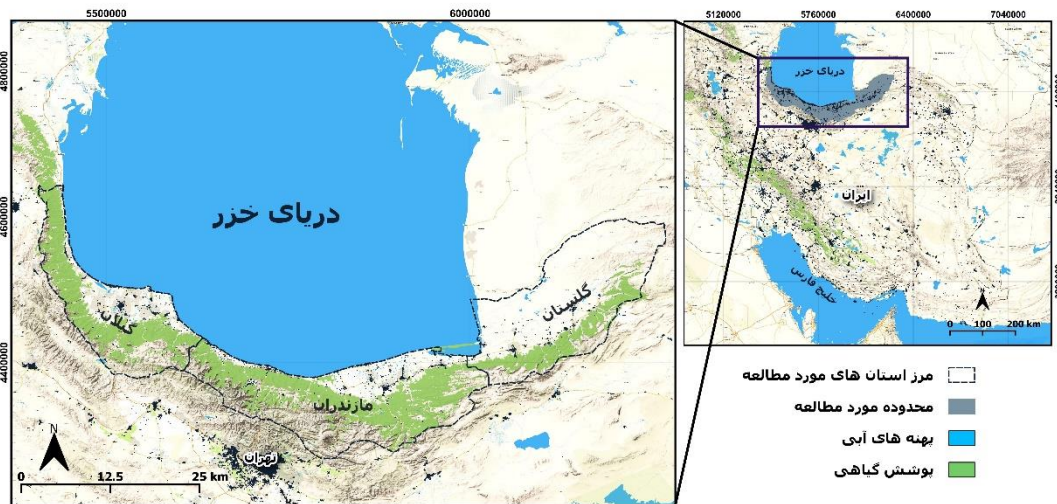 5500000 6000000
4800000
4600000
4400000
دریای خزر
گیلان
مازندران
گلستان
تهران
N
0 12.5 25 km
5120000 5760000 6400000 7040000
دریای خزر
ایران
خلیج فارس
0 100 200 km
مرز استان های مورد مطالعه
محدوده مورد مطالعه
پهنه های آبی
پوشش گیاهی